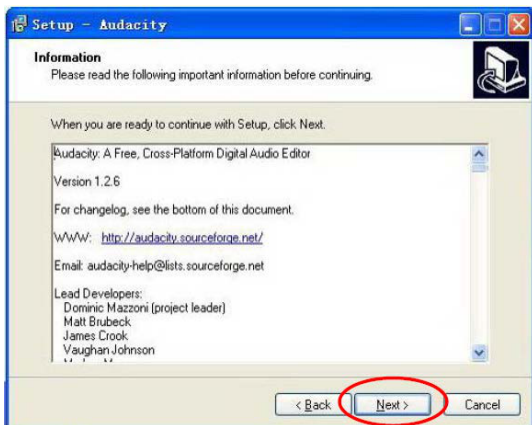 Setup - Audacity
Information
Please read the following important information before continuing.
When you are ready to continue with Setup, click Next.
Audacity: A Free, Cross-Platform Digital Audio Editor
Version 1.2.6
For changelog, see the bottom of this document.
WWW: http://audacity.sourceforge.net/
Email: audacity-help@lists.sourceforge.net
Lead Developers:
Dominic Mazzoni (project leader)
Matt Brubeck
James Crook
Vaughan Johnson
< Back Next > Cancel